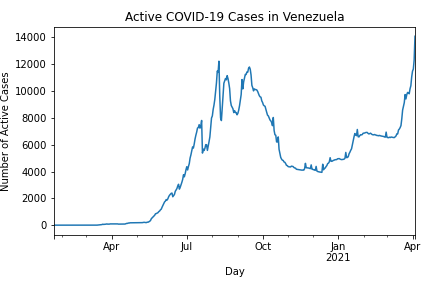 Active COVID-19 Cases in Venezuela
Number of Active Cases
14000
12000
10000
8000
6000
4000
2000
0
Apr
Jul
Oct
Jan
2021
Apr
Day